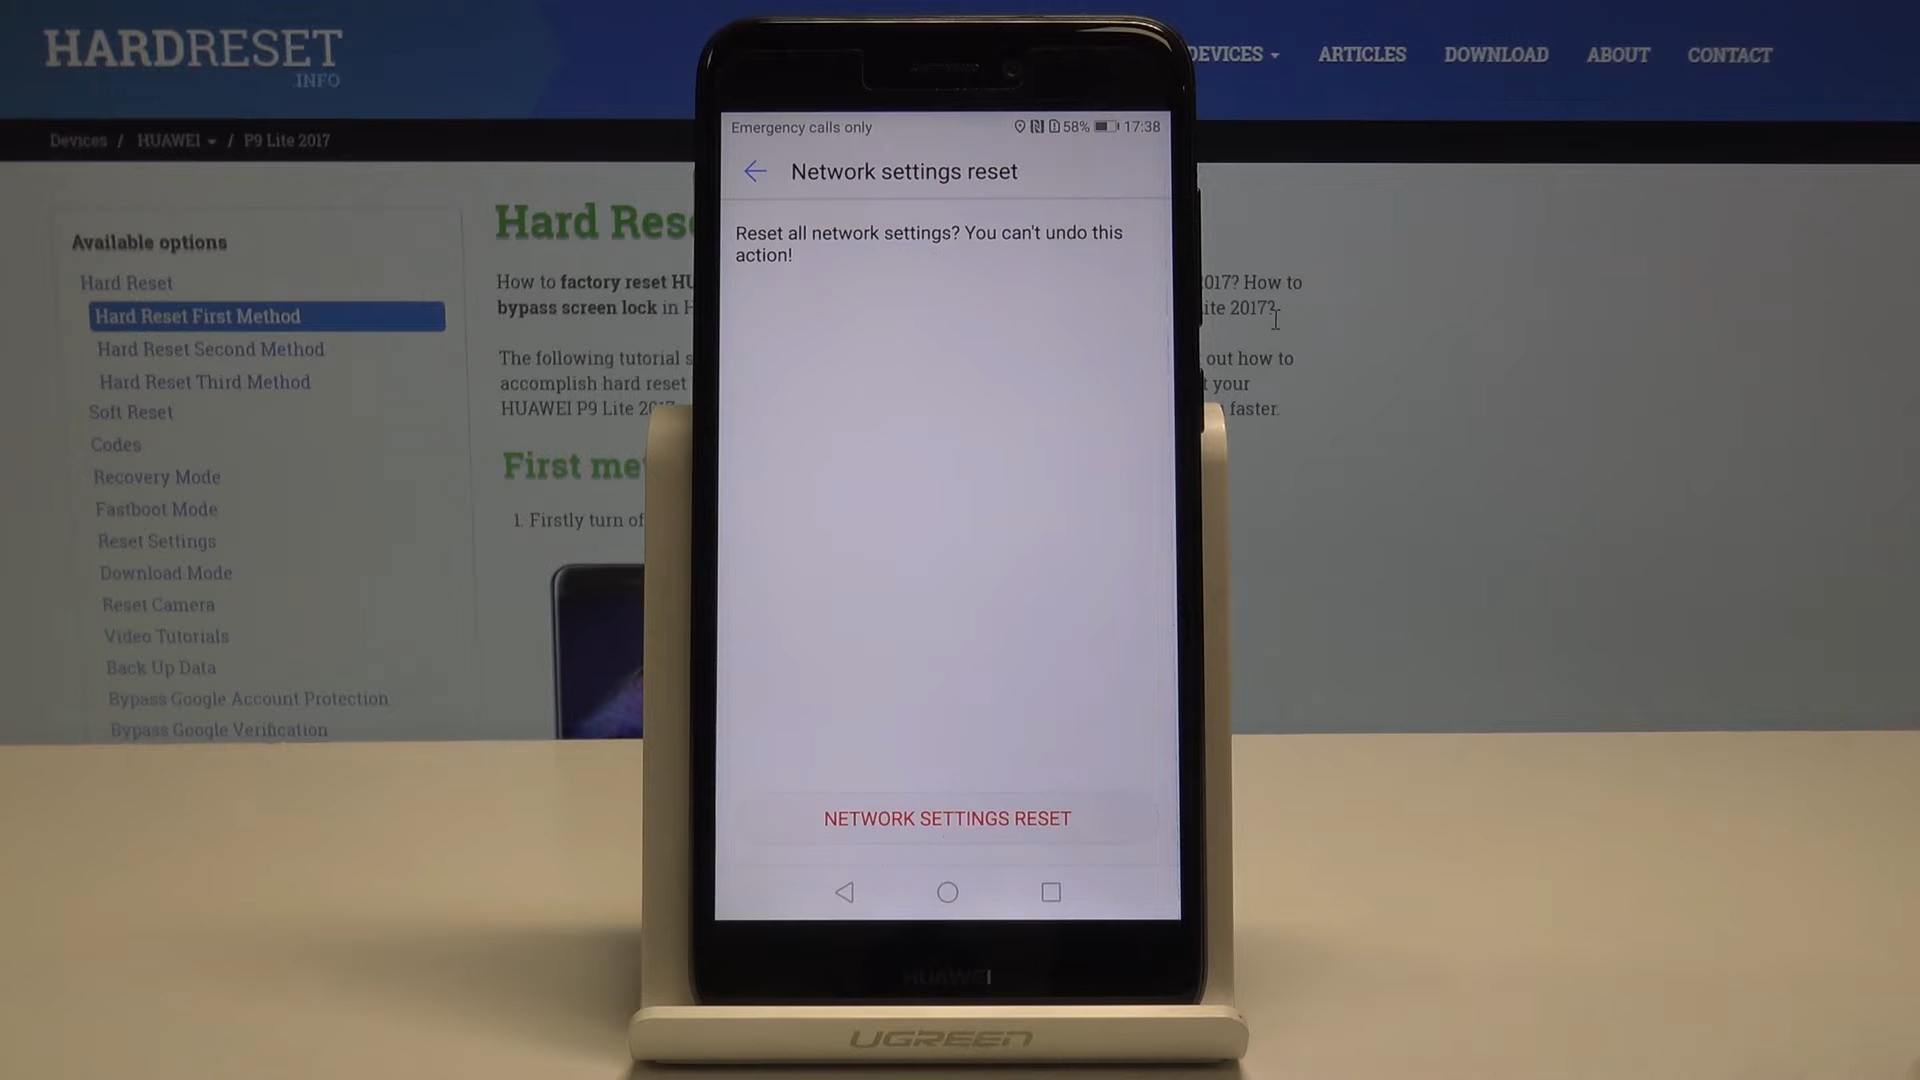 HARDRESET
.INFO
DEVICES
ARTICLES
DOWNLOAD
ABOUT
CONTACT
Devices / HUAWEI / P9 Lite 2017
Available options
Hard Reset
Hard Reset First Method
Hard Reset Second Method
Hard Reset Third Method
Soft Reset
Codes
Recovery Mode
Fastboot Mode
Reset Settings
Download Mode
Reset Camera
Video Tutorials
Back Up Data
Bypass Google Account Protection
Bypass Google Verification
Hard Res
How to factory reset HU
2017? How to
bypass screen lock in H
ite 2017?
The following tutorial s
out how to
accomplish hard reset
t your
HUAWEI P9 Lite 2017
faster.
First me
1. Firstly turn of
Emergency calls only
58%
17:38
Network settings reset
Reset all network settings? You can't undo this
action!
NETWORK SETTINGS RESET
HUAWEI
UGREEN